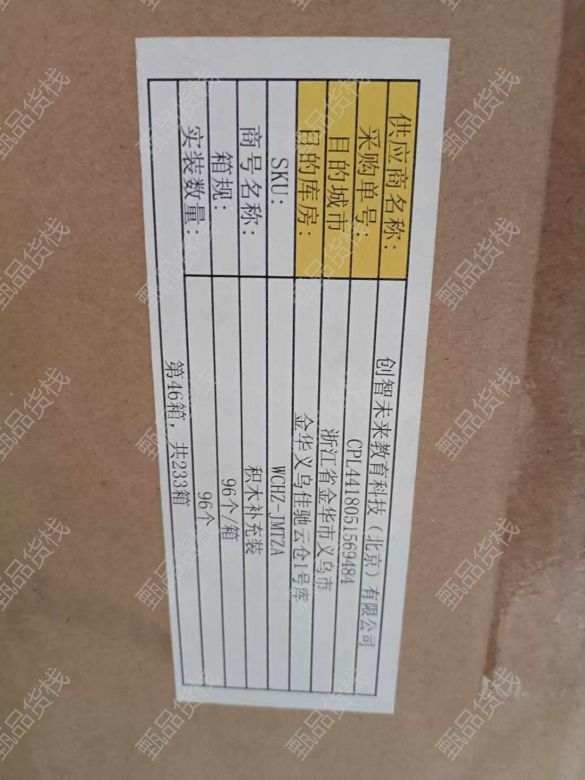 供应商名称: 创智未来教育科技（北京）有限公司
采购单号: CPL4418051569484
目的城市 浙江省金华市义乌市
目的库房: 金华义乌佳驰云仓1号库
SKU: WCHZ-JMTZA
商号名称: 积木补充装
箱规: 96个/箱
实装数量: 96个
第46箱，共233箱
甄品货栈